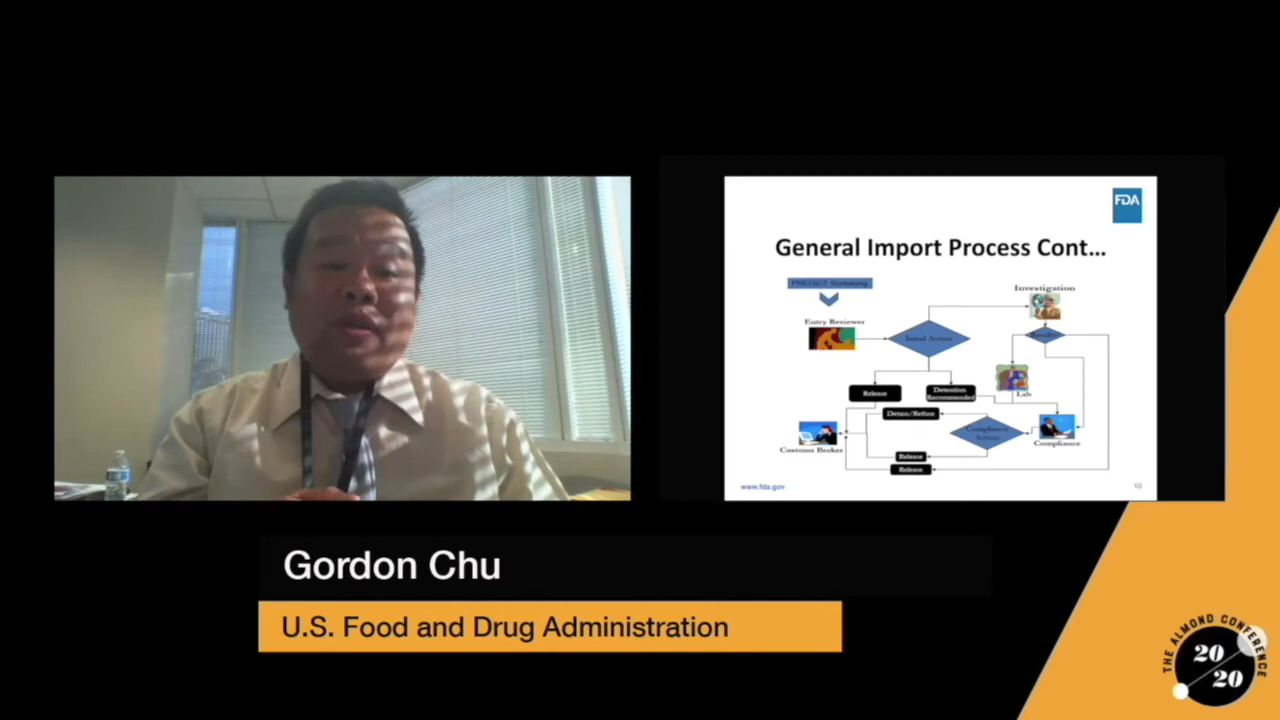 FDA
General Import Process Cont...
PREDICT Screening
Investigation
Entry Reviewer
Initial Action
Release
Detention
Recommended
Lab
Detain/Refuse
Compliance
Action
Compliance
Customs Broker
Release
Release
www.fda.gov
10
Gordon Chu
U.S. Food and Drug Administration
THE ALMOND CONFERENCE
20
20